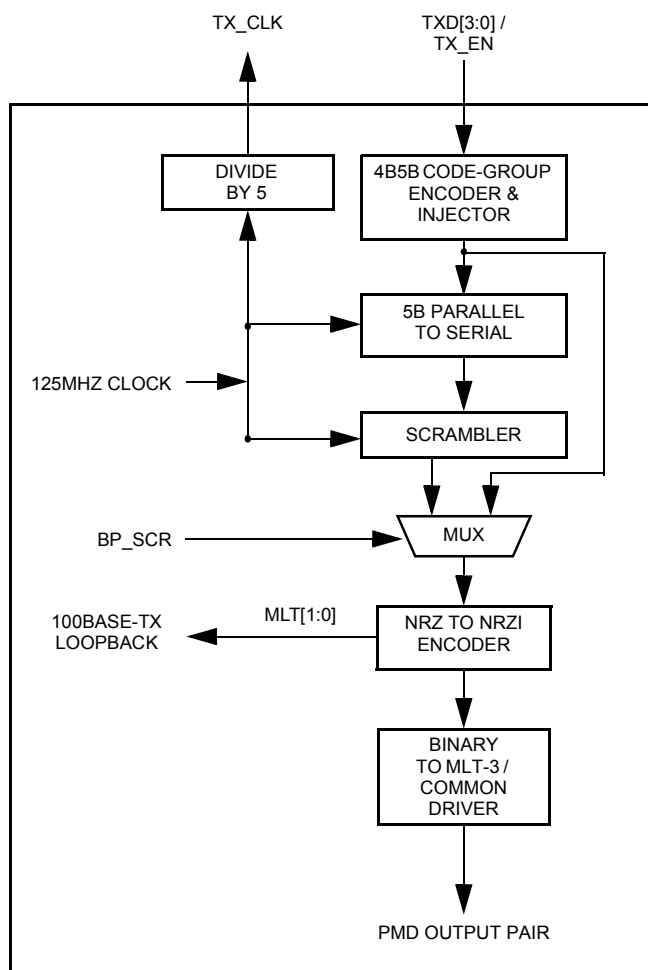 TX_CLK
TXD[3:0] /
TX_EN
DIVIDE
BY 5
4B5B CODE-GROUP
ENCODER &
INJECTOR
5B PARALLEL
TO SERIAL
125MHZ CLOCK
SCRAMBLER
BP_SCR
MUX
100BASE-TX
LOOPBACK
MLT[1:0]
NRZ TO NRZI
ENCODER
BINARY
TO MLT-3 /
COMMON
DRIVER
PMD OUTPUT PAIR